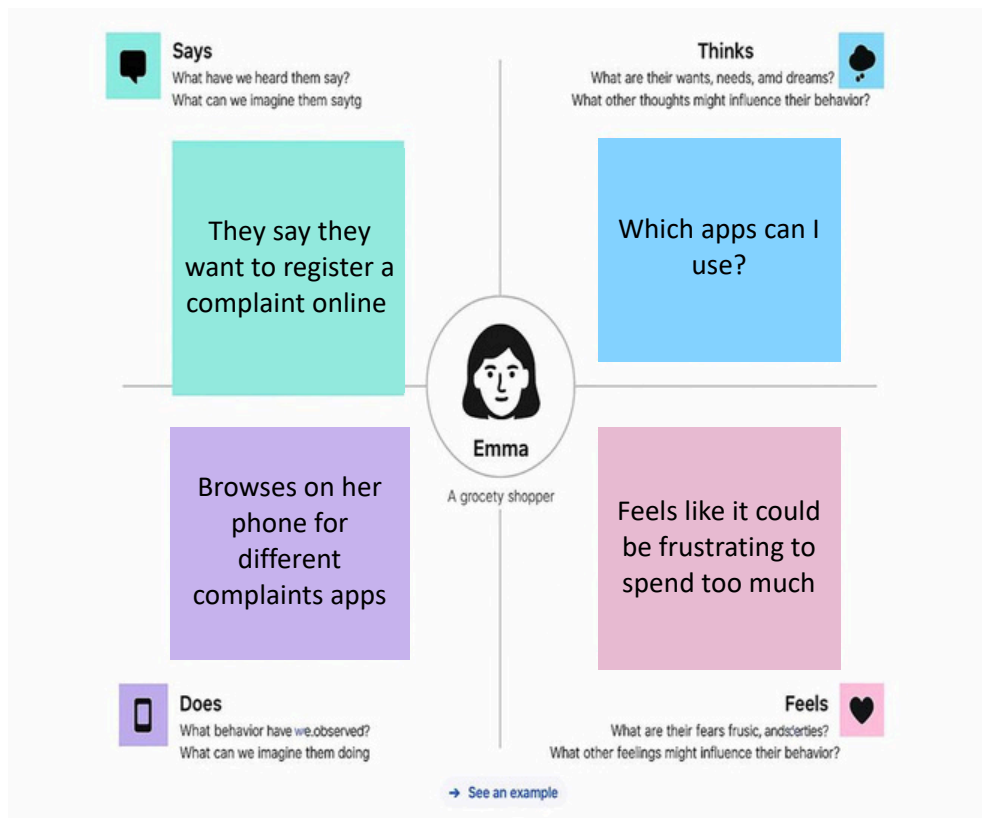 Says
What have we heard them say?
What can we imagine them saytg
Thinks
What are their wants, needs, amd dreams?
What other thoughts might influence their behavior?
They say they
want to register a
complaint online
Which apps can I
use?
Emma
A grocety shopper
Browses on her
phone for
different
complaints apps
Feels like it could
be frustrating to
spend too much
Does
What behavior have we.observed?
What can we imagine them doing
Feels
What are their fears frusic,
What other feelings might influence their behavior?
→ See an example